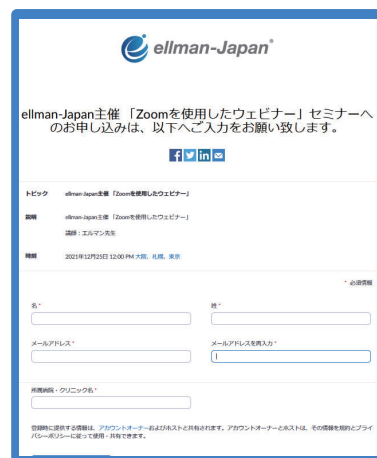 ellman-Japan®
ellman-Japan主催 「Zoomを使用したウェビナー」セミナーへ
のお申し込みは、以下へご入力をお願い致します。
トピック ellman-Japan主催「Zoomを使用したウェビナー」
説明 ellman-Japan主催「Zoomを使用したウェビナー」
講師：エルマン先生
時間 2021年12月25日 12:00 PM 大阪、札幌、東京
* 必須情報
名 * 姓 *
メールアドレス * メールアドレスを再入力 *
所属病院・クリニック名 *
登録時に提供する情報は、アカウントオーナーおよびホストと共有されます。アカウントオーナーとホストは、その情報を規約とプライ
バシーポリシーに従って使用・共有できます。